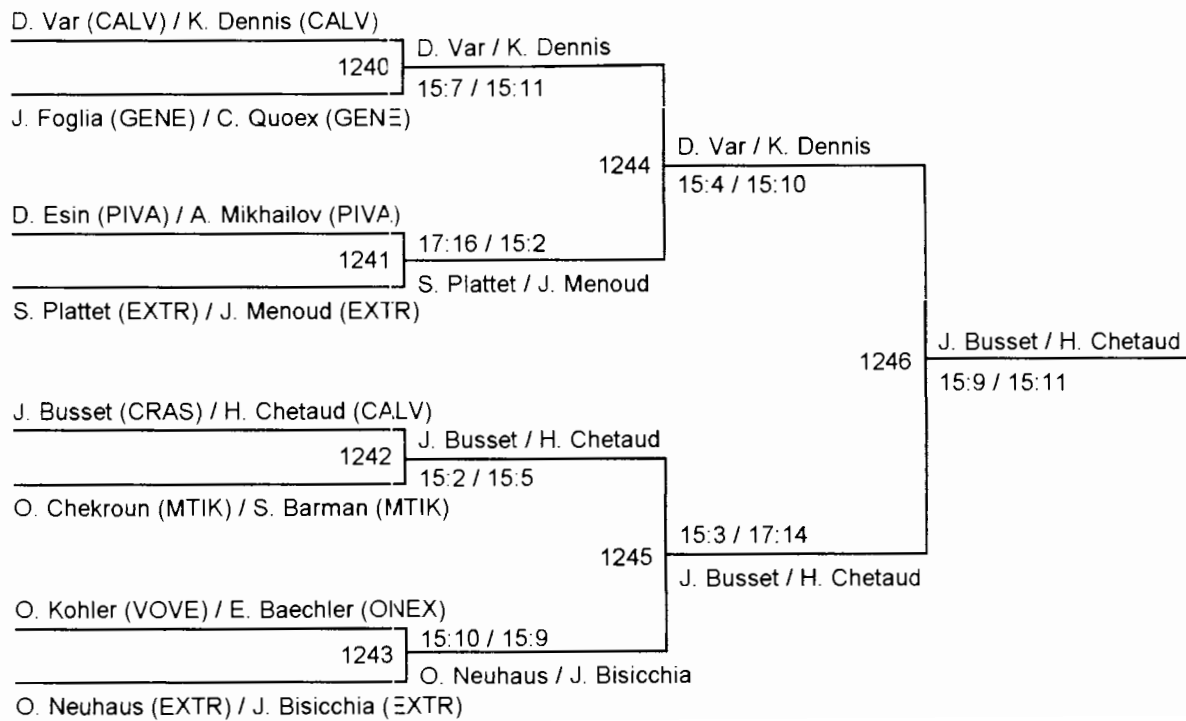 D. Var (CALV) / K. Dennis (CALV)
1240
J. Foglia (GENE) / C. Quoex (GENE)
D. Var / K. Dennis
15:7 / 15:11
D. Esin (PIVA) / A. Mikhailov (PIVA)
1241
S. Plattet (EXTR) / J. Menoud (EXTR)
17:16 / 15:2
S. Plattet / J. Menoud
1244
D. Var / K. Dennis
15:4 / 15:10
J. Busset (CRAS) / H. Chetaud (CALV)
1242
O. Chekroun (MTIK) / S. Barman (MTIK)
J. Busset / H. Chetaud
15:2 / 15:5
O. Kohler (VOVE) / E. Baechler (ONEX)
1243
O. Neuhaus (EXTR) / J. Bisicchia (EXTR)
15:10 / 15:9
O. Neuhaus / J. Bisicchia
1245
15:3 / 17:14
J. Busset / H. Chetaud
1246
J. Busset / H. Chetaud
15:9 / 15:11